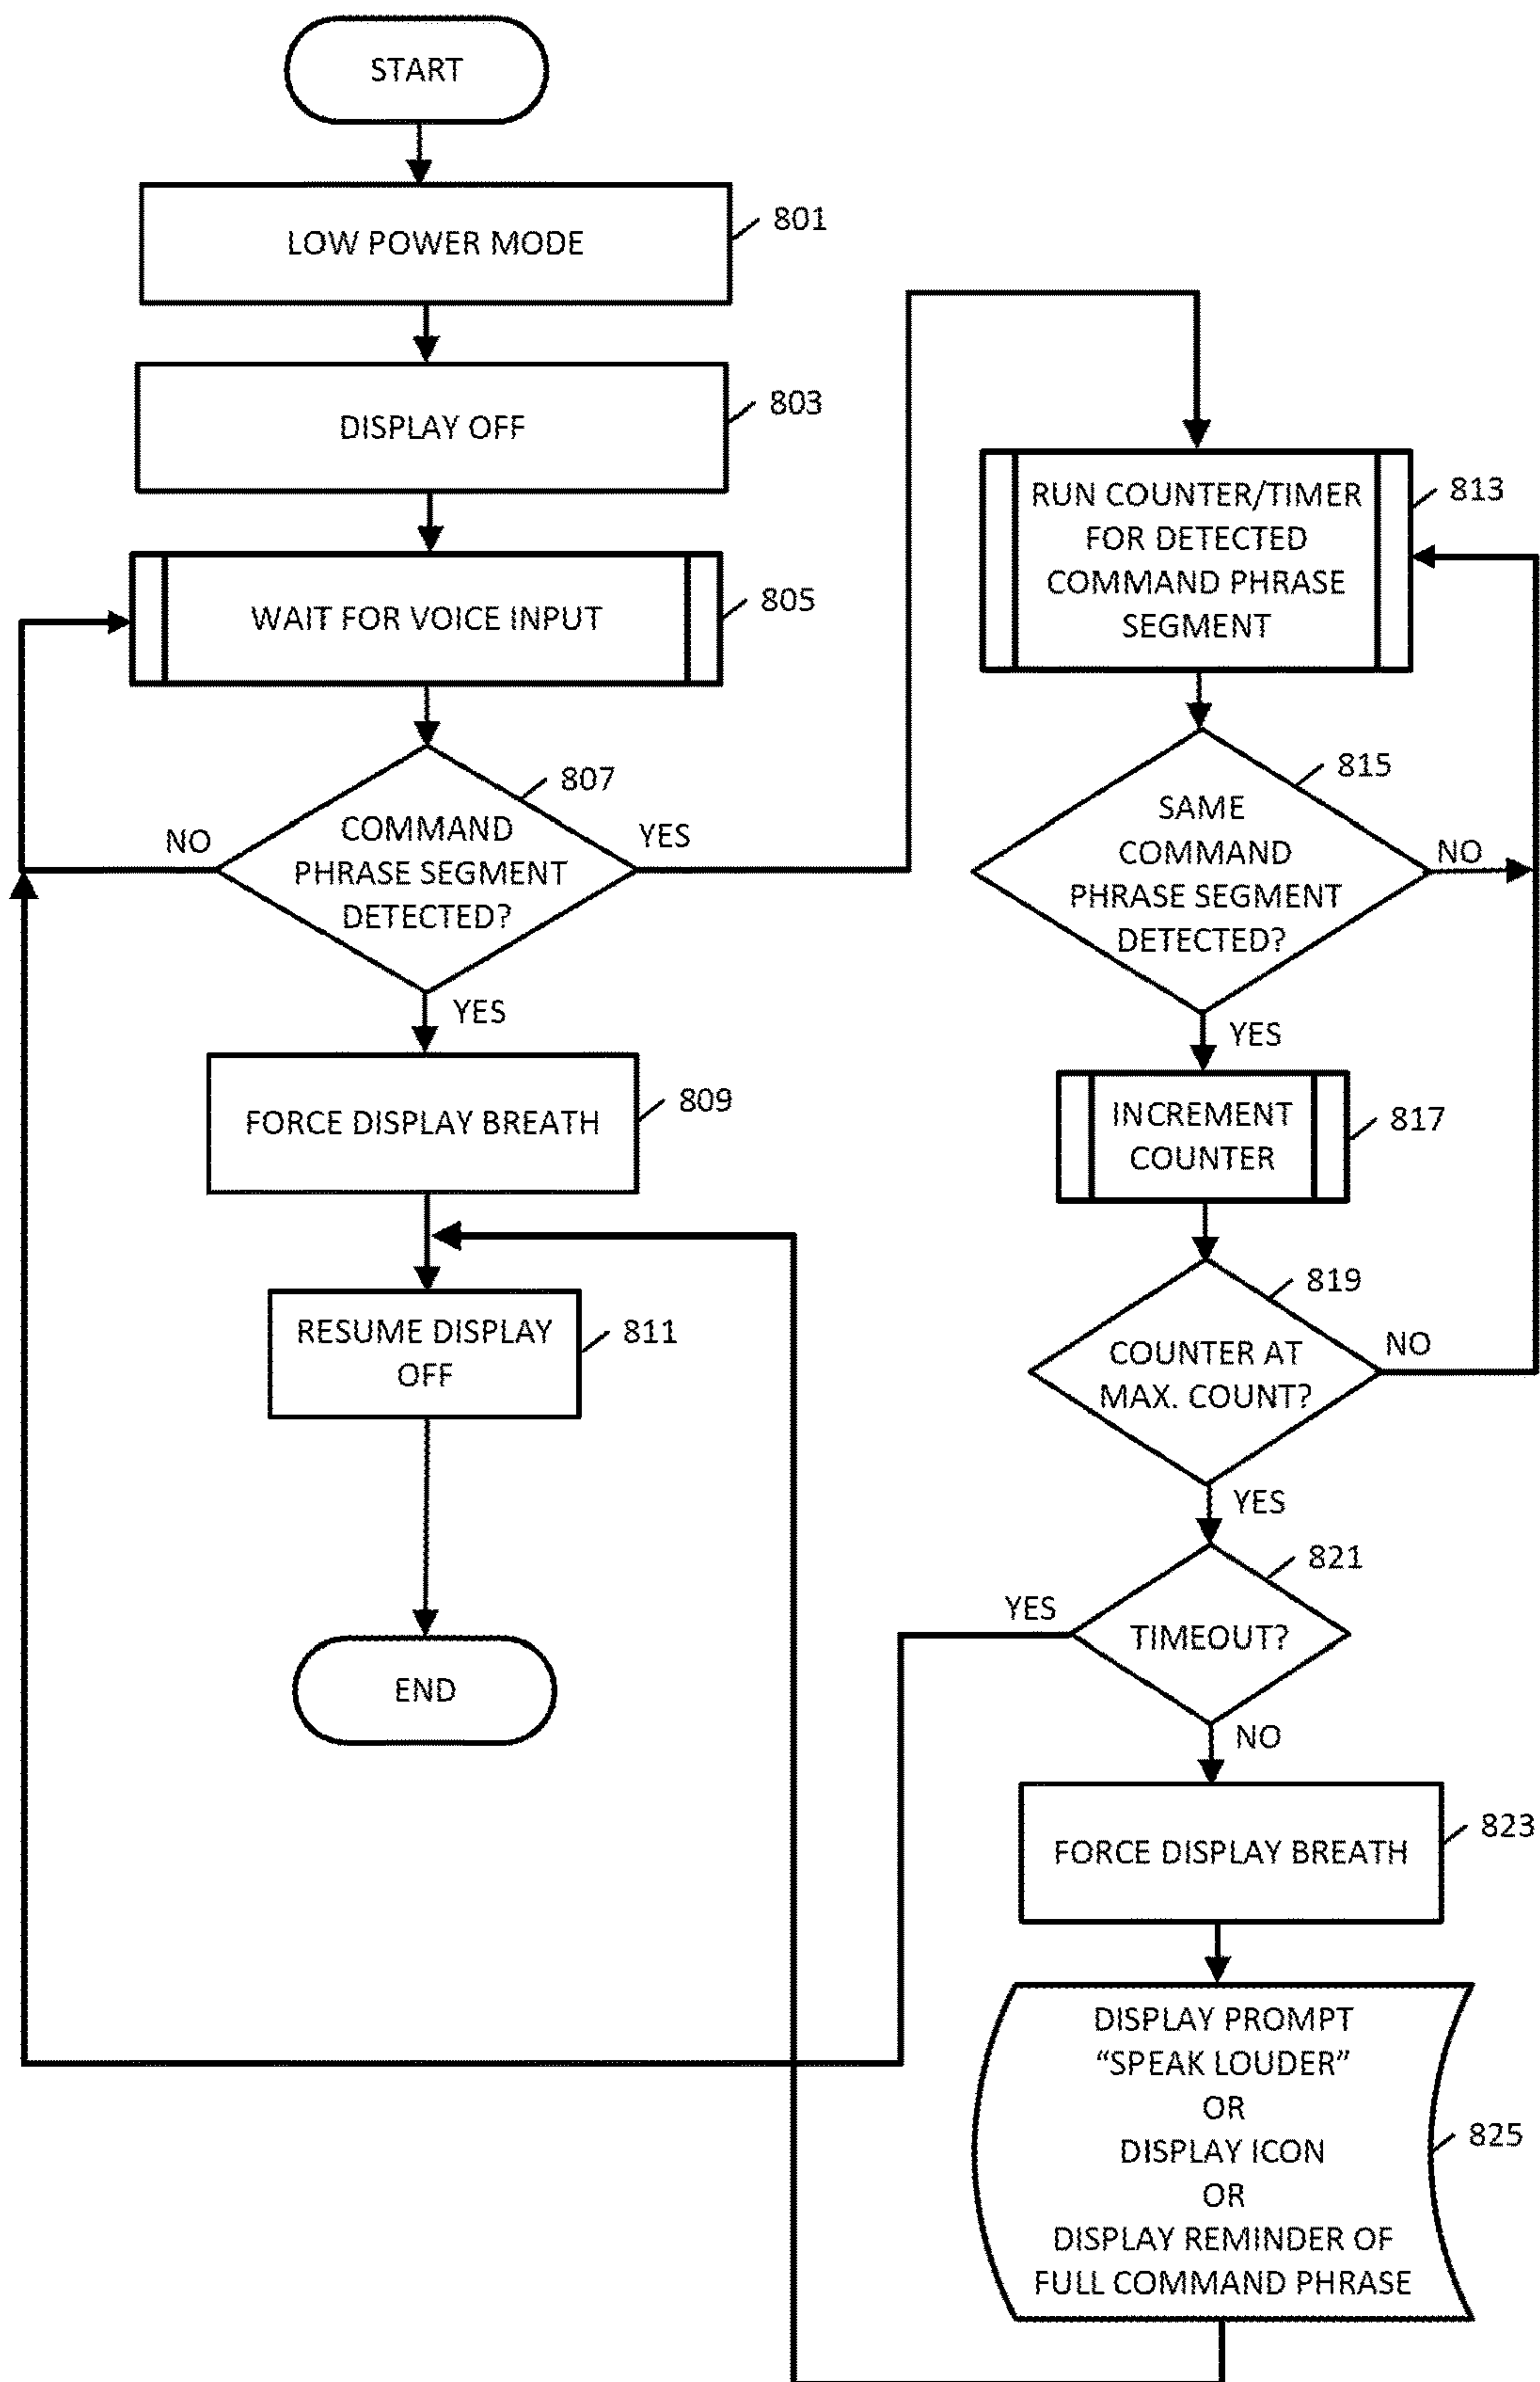 START
LOW POWER MODE
801
DISPLAY OFF
803
WAIT FOR VOICE INPUT
805
807
COMMAND
PHRASE SEGMENT
DETECTED?
NO
YES
YES
FORCE DISPLAY BREATH
809
RESUME DISPLAY
OFF
811
END
RUN COUNTER/TIMER
FOR DETECTED
COMMAND PHRASE
SEGMENT
813
815
SAME
COMMAND
PHRASE SEGMENT
DETECTED?
NO
YES
INCREMENT
COUNTER
817
819
COUNTER AT
MAX. COUNT?
NO
YES
821
YES
TIMEOUT?
NO
FORCE DISPLAY BREATH
823
DISPLAY PROMPT
“SPEAK LOUDER”
OR
DISPLAY ICON
OR
DISPLAY REMINDER OF
FULL COMMAND PHRASE
825